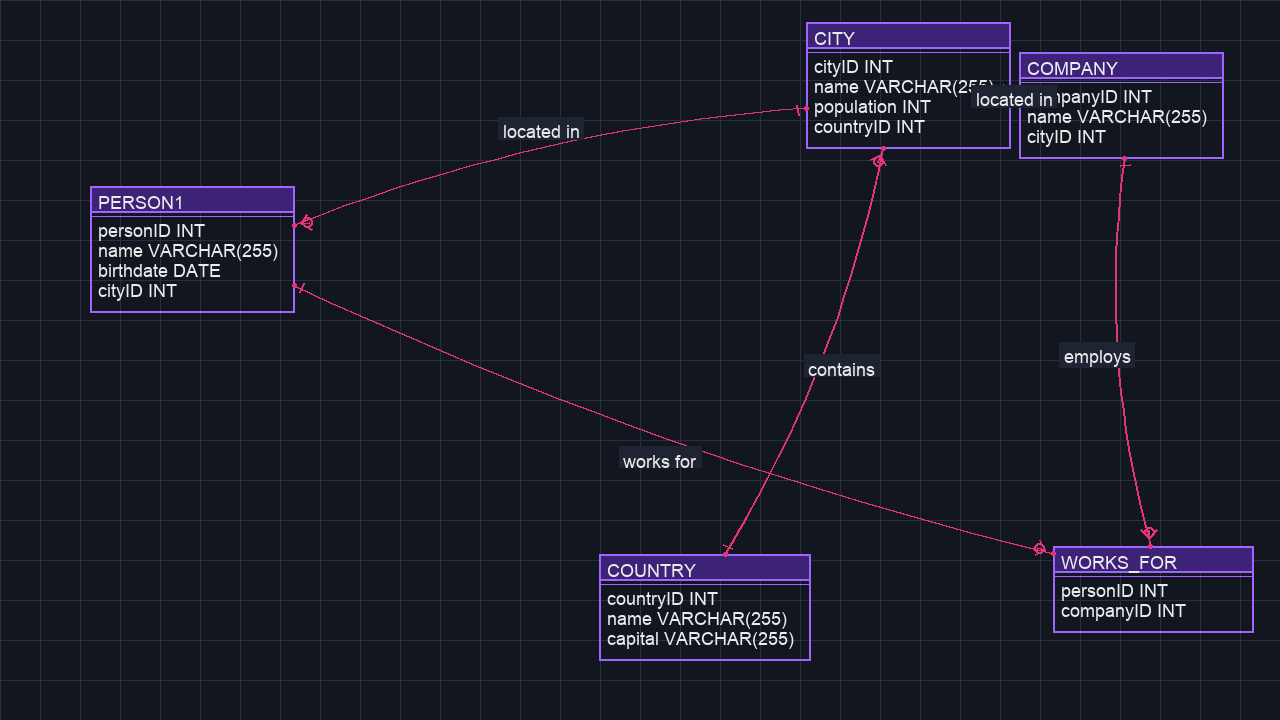 CITY
cityID INT
name VARCHAR(255)
population INT
countryID INT
COMPANY
mpanyID INT
name VARCHAR(255)
cityID INT
located in
located in
PERSON1
personID INT
name VARCHAR(255)
birthdate DATE
cityID INT
employs
contains
works for
COUNTRY
countryID INT
name VARCHAR(255)
capital VARCHAR(255)
WORKS_FOR
personID INT
companyID INT